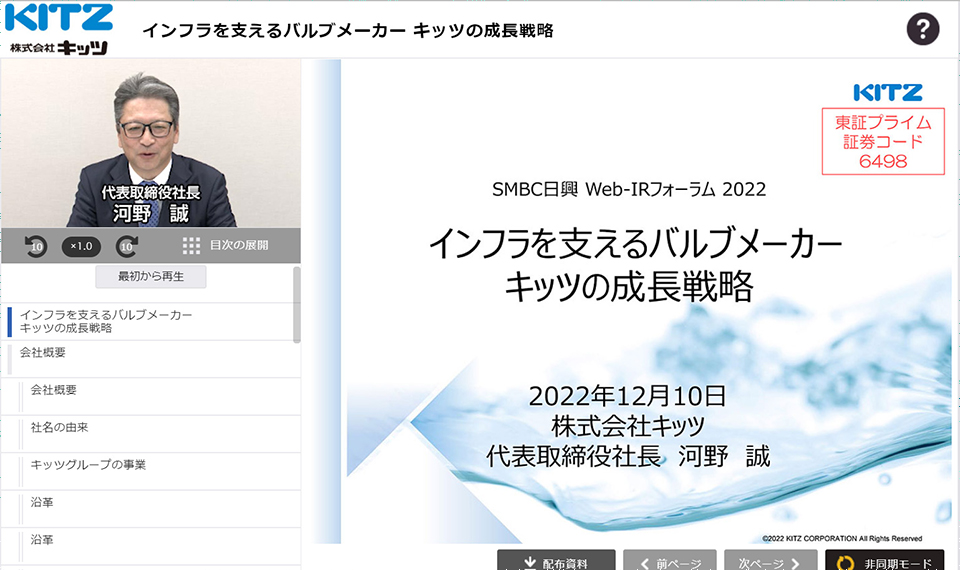 KITZ
株式会社キッツ
インフラを支えるバルブメーカー キッツの成長戦略
?
代表取締役社長
河野 誠
10
×1.0
10
目次の展開
最初から再生
インフラを支えるバルブメーカー
キッツの成長戦略
会社概要
会社概要
社名の由来
キッツグループの事業
沿革
沿革
KITZ
東証プライム
証券コード
6498
SMBC日興 Web-IRフォーラム 2022
インフラを支えるバルブメーカー
キッツの成長戦略
2022年12月10日
株式会社キッツ
代表取締役社長 河野 誠
©2022 KITZ CORPORATION All Rights Reserved
配布資料
前ページ
次ページ
非同期モード